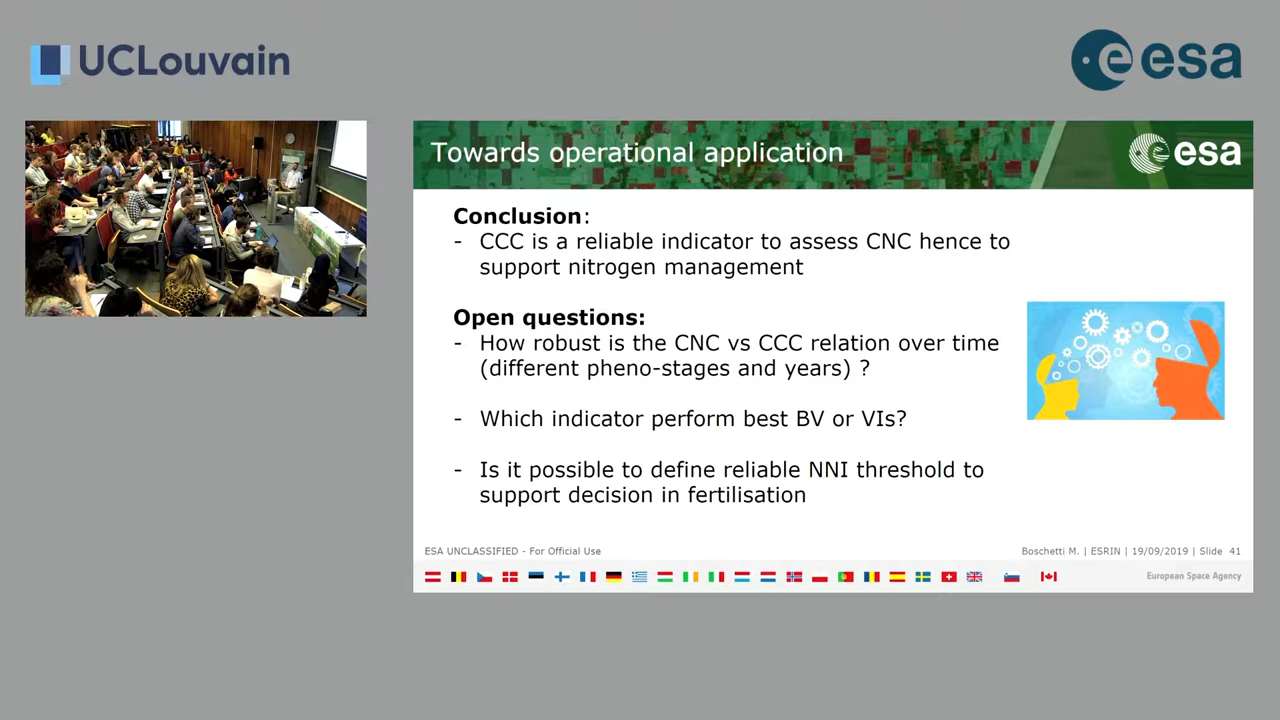 UCLouvain
esa
Towards operational application
esa
Conclusion:
- CCC is a reliable indicator to assess CNC hence to
support nitrogen management
Open questions:
- How robust is the CNC vs CCC relation over time
(different pheno-stages and years) ?
- Which indicator perform best BV or VIs?
- Is it possible to define reliable NNI threshold to
support decision in fertilisation
ESA UNCLASSIFIED - For Official Use
Boschetti M. | ESRIN | 19/09/2019 | Slide 41
European Space Agency